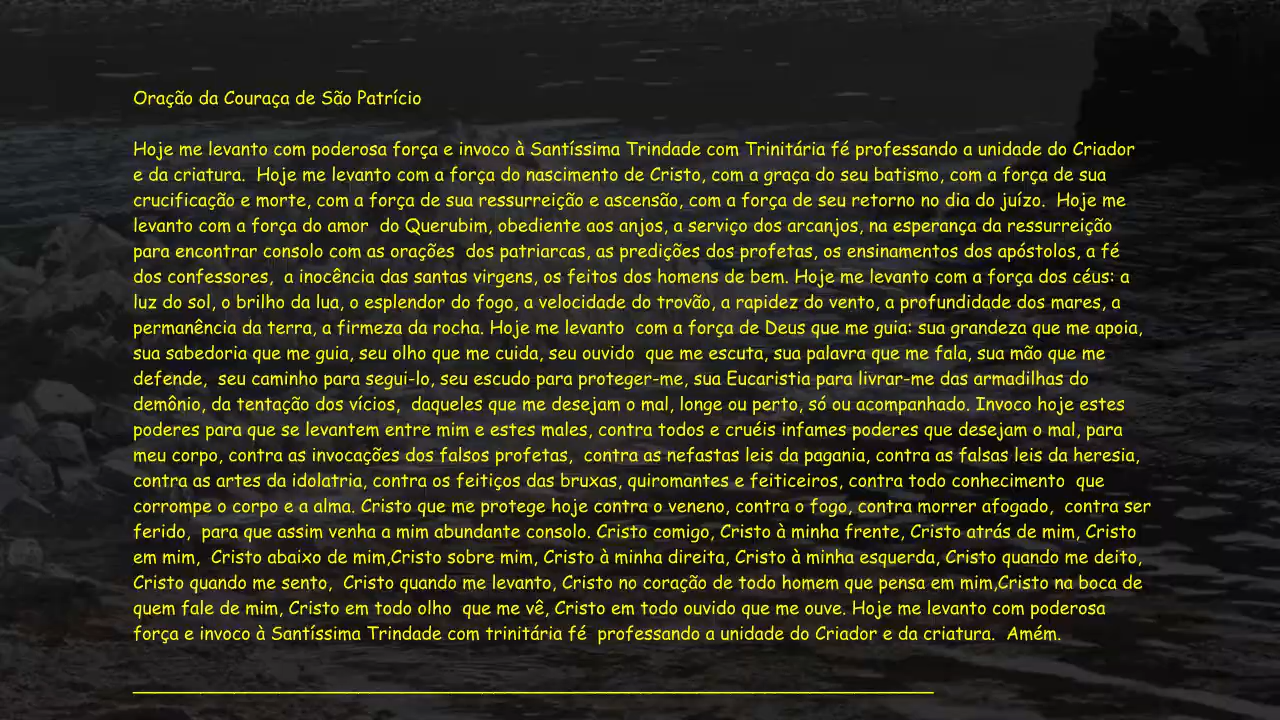 Oração da Couraça de São Patrício
Hoje me levanto com poderosa força e invoco à Santíssima Trindade com Trinitária fé professando a unidade do Criador
e da criatura.  Hoje me levanto com a força do nascimento de Cristo, com a graça do seu batismo, com a força de sua
crucificação e morte, com a força de sua ressurreição e ascensão, com a força de seu retorno no dia do juízo.  Hoje me
levanto com a força do amor  do Querubim, obediente aos anjos, a serviço dos arcanjos, na esperança da ressurreição
para encontrar consolo com as orações  dos patriarcas, as predições dos profetas, os ensinamentos dos apóstolos, a fé
dos confessores,  a inocência das santas virgens, os feitos dos homens de bem. Hoje me levanto com a força dos céus: a
luz do sol, o brilho da lua, o esplendor do fogo, a velocidade do trovão, a rapidez do vento, a profundidade dos mares, a
permanência da terra, a firmeza da rocha. Hoje me levanto  com a força de Deus que me guia: sua grandeza que me apoia,
sua sabedoria que me guia, seu olho que me cuida, seu ouvido  que me escuta, sua palavra que me fala, sua mão que me
defende,  seu caminho para segui-lo, seu escudo para proteger-me, sua Eucaristia para livrar-me das armadilhas do
demônio, da tentação dos vícios,  daqueles que me desejam o mal, longe ou perto, só ou acompanhado. Invoco hoje estes
poderes para que se levantem entre mim e estes males, contra todos e cruéis infames poderes que desejam o mal, para
meu corpo, contra as invocações dos falsos profetas,  contra as nefastas leis da pagania, contra as falsas leis da heresia,
contra as artes da idolatria, contra os feitiços das bruxas, quiromantes e feiticeiros, contra todo conhecimento  que
corrompe o corpo e a alma. Cristo que me protege hoje contra o veneno, contra o fogo, contra morrer afogado,  contra ser
ferido,  para que assim venha a mim abundante consolo. Cristo comigo, Cristo à minha frente, Cristo atrás de mim, Cristo
em mim,  Cristo abaixo de mim,Cristo sobre mim, Cristo à minha direita, Cristo à minha esquerda, Cristo quando me deito,
Cristo quando me sento,  Cristo quando me levanto, Cristo no coração de todo homem que pensa em mim,Cristo na boca de
quem fale de mim, Cristo em todo olho  que me vê, Cristo em todo ouvido que me ouve. Hoje me levanto com poderosa
força e invoco à Santíssima Trindade com trinitária fé  professando a unidade do Criador e da criatura.  Amém.